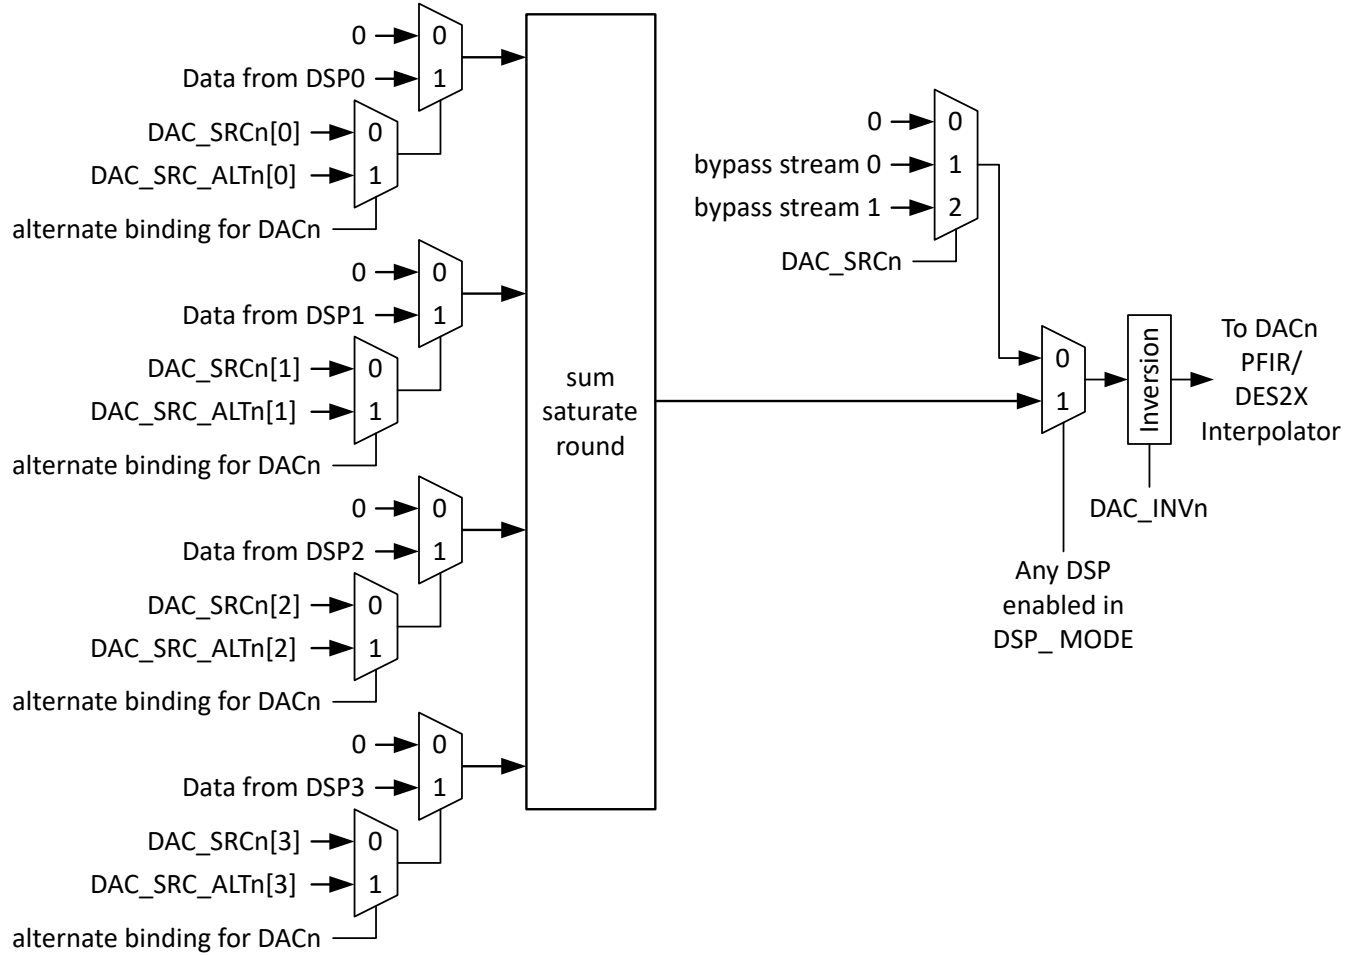 0
0
Data from DSP0
1
DAC_SRCn[0]
0
DAC_SRC_ALTn[0]
1
alternate binding for DACn
0
0
Data from DSP1
1
DAC_SRCn[1]
0
DAC_SRC_ALTn[1]
1
alternate binding for DACn
0
0
Data from DSP2
1
DAC_SRCn[2]
0
DAC_SRC_ALTn[2]
1
alternate binding for DACn
0
0
Data from DSP3
1
DAC_SRCn[3]
0
DAC_SRC_ALTn[3]
1
alternate binding for DACn
sum
saturate
round
0
0
bypass stream 0
1
bypass stream 1
2
DAC_SRCn
0
1
Any DSP
enabled in
DSP_ MODE
Inversion
DAC_INVn
To DACn
PFIR/
DES2X
Interpolator